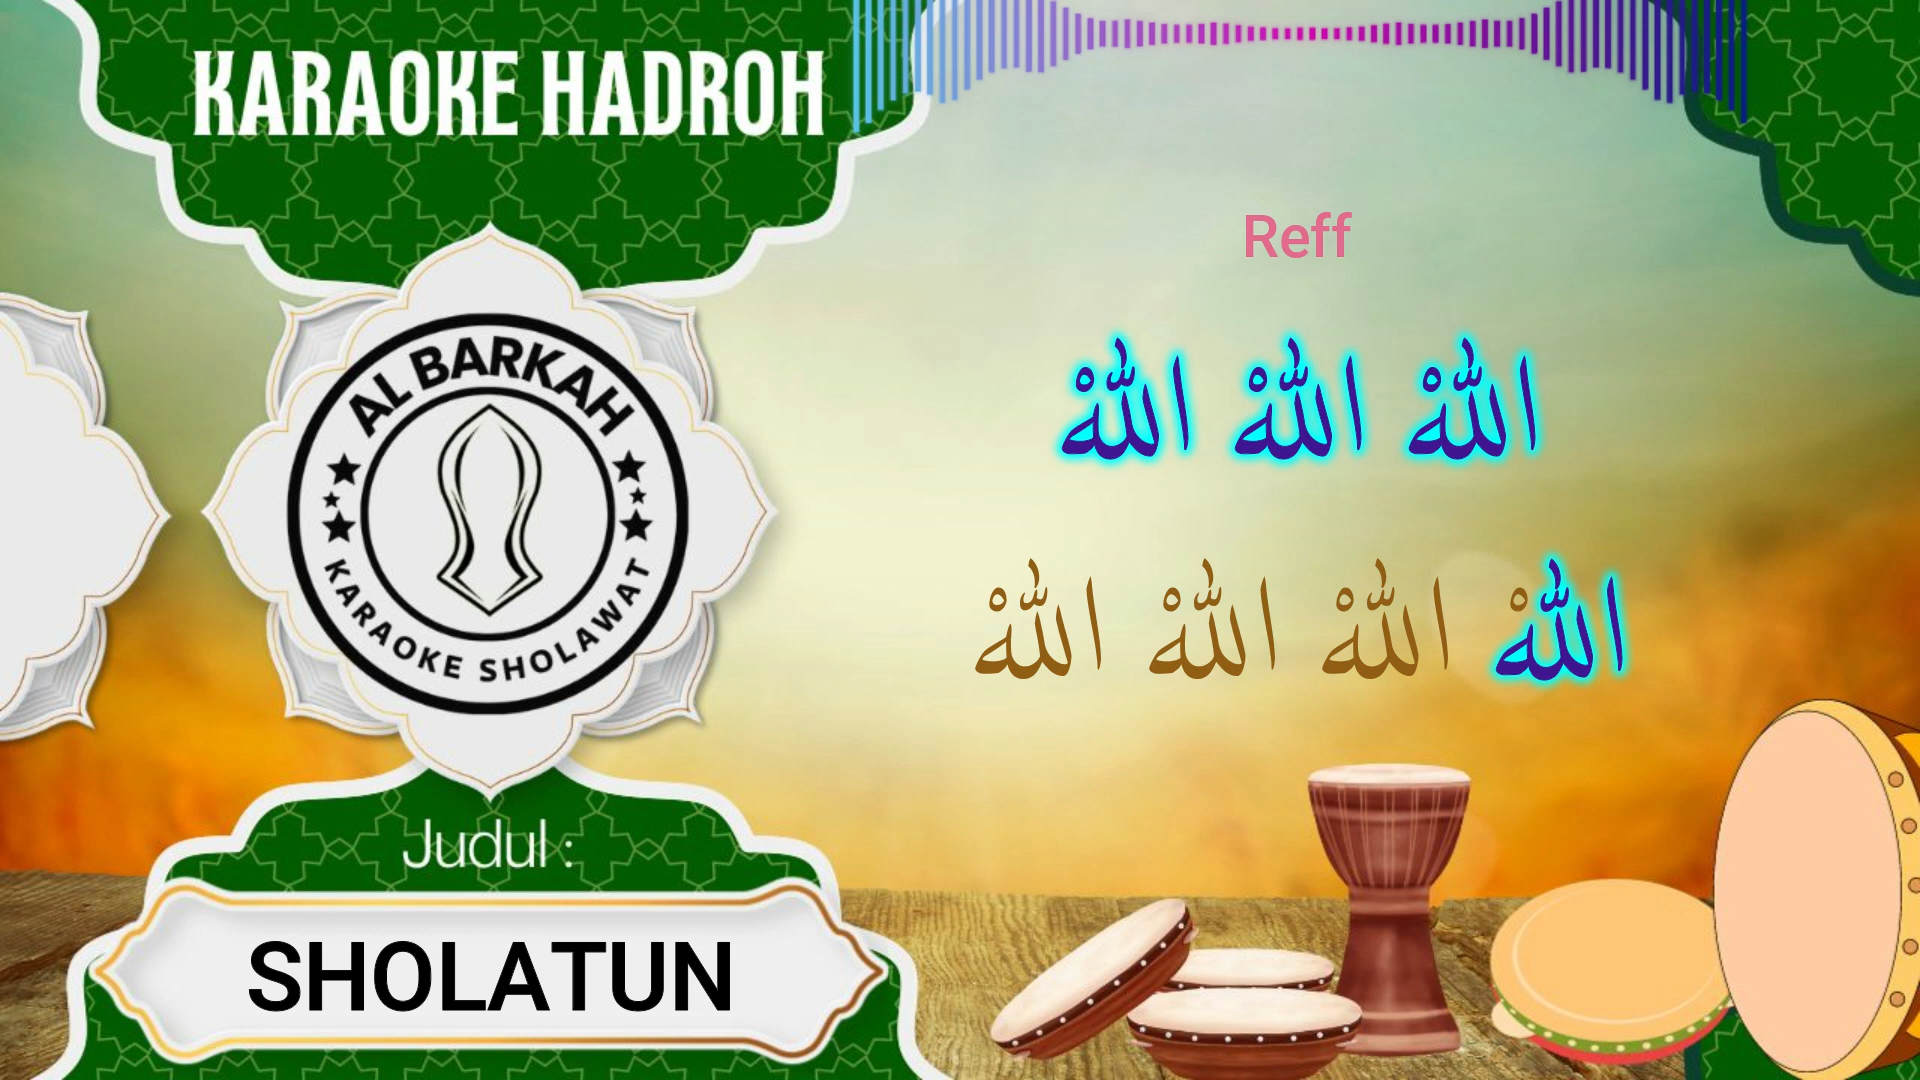 KARAOKE HADROH
AL BARKAH
KARAOKE SHOLAWAT
Judul :
SHOLATUN
Reff
اللهْ اللهْ اللهْ
اللهْ اللهْ اللهْ اللهْ